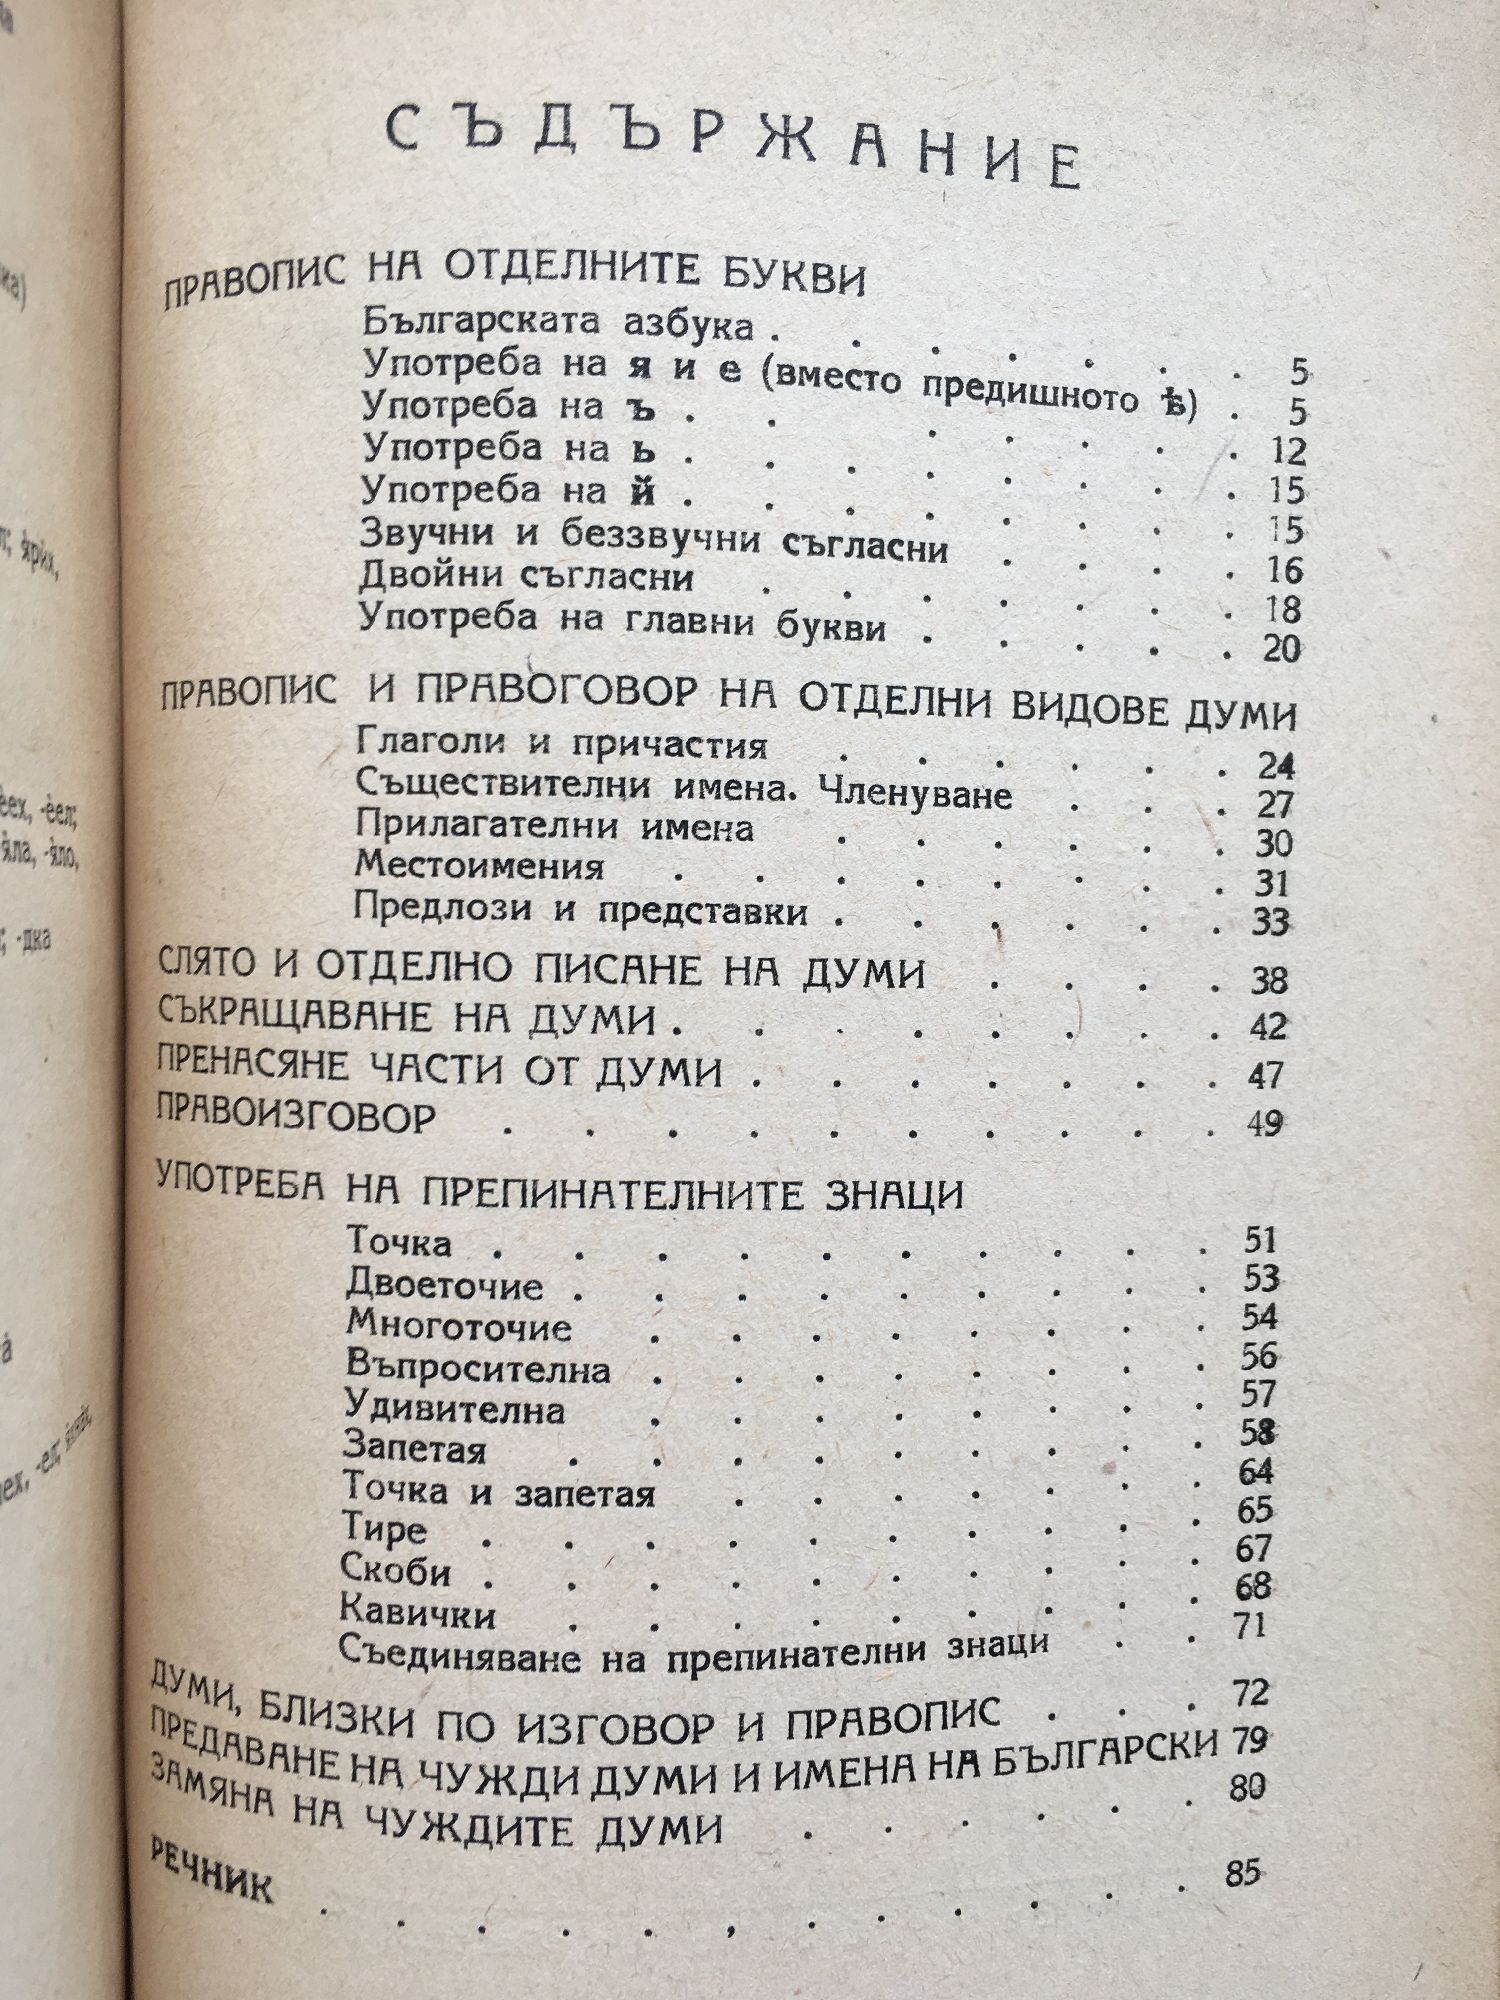 СЪДЪРЖАНИЕ
ПРАВОПИС НА ОТДЕЛНИТЕ БУКВИ
Българската азбука . . . . . . . 5
Употреба на я и е (вместо предишното ѣ) . 5
Употреба на ъ . . . . . . . 12
Употреба на ь . . . . . . . 15
Употреба на й . . . . . . . 15
Звучни и беззвучни съгласни . . . . 16
Двойни съгласни . . . . . . . 18
Употреба на главни букви . . . . . 20
ПРАВОПИС И ПРАВОГОВОР НА ОТДЕЛНИ ВИДОВЕ ДУМИ
Глаголи и причастия . . . . . . 24
Съществителни имена. Членуване . . . 27
Прилагателни имена . . . . . . 30
Местоимения . . . . . . . . 31
Предлози и представки . . . . . . 33
СЛЯТО И ОТДЕЛНО ПИСАНЕ НА ДУМИ . . . . 38
СЪКРАЩАВАНЕ НА ДУМИ . . . . . . . . 42
ПРЕНАСЯНЕ ЧАСТИ ОТ ДУМИ . . . . . . . 47
ПРАВОИЗГОВОР . . . . . . . . . . 49
УПОТРЕБА НА ПРЕПИНАТЕЛНИТЕ ЗНАЦИ
Точка . . . . . . . . . . 51
Двоеточие . . . . . . . . . 53
Многоточие . . . . . . . . 54
Въпросителна . . . . . . . . 56
Удивителна . . . . . . . . 57
Запетая . . . . . . . . . 58
Точка и запетая . . . . . . . 64
Тире . . . . . . . . . . 65
Скоби . . . . . . . . . . 67
Кавички . . . . . . . . . 68
Съединяване на препинателни знаци . . 71
ДУМИ, БЛИЗКИ ПО ИЗГОВОР И ПРАВОПИС . . . 72
ПРЕДАВАНЕ НА ЧУЖДИ ДУМИ И ИМЕНА НА БЪЛГАРСКИ 79
ЗАМЯНА НА ЧУЖДИТЕ ДУМИ . . . . . . 80
РЕЧНИК . . . . . , . . . . . . 85